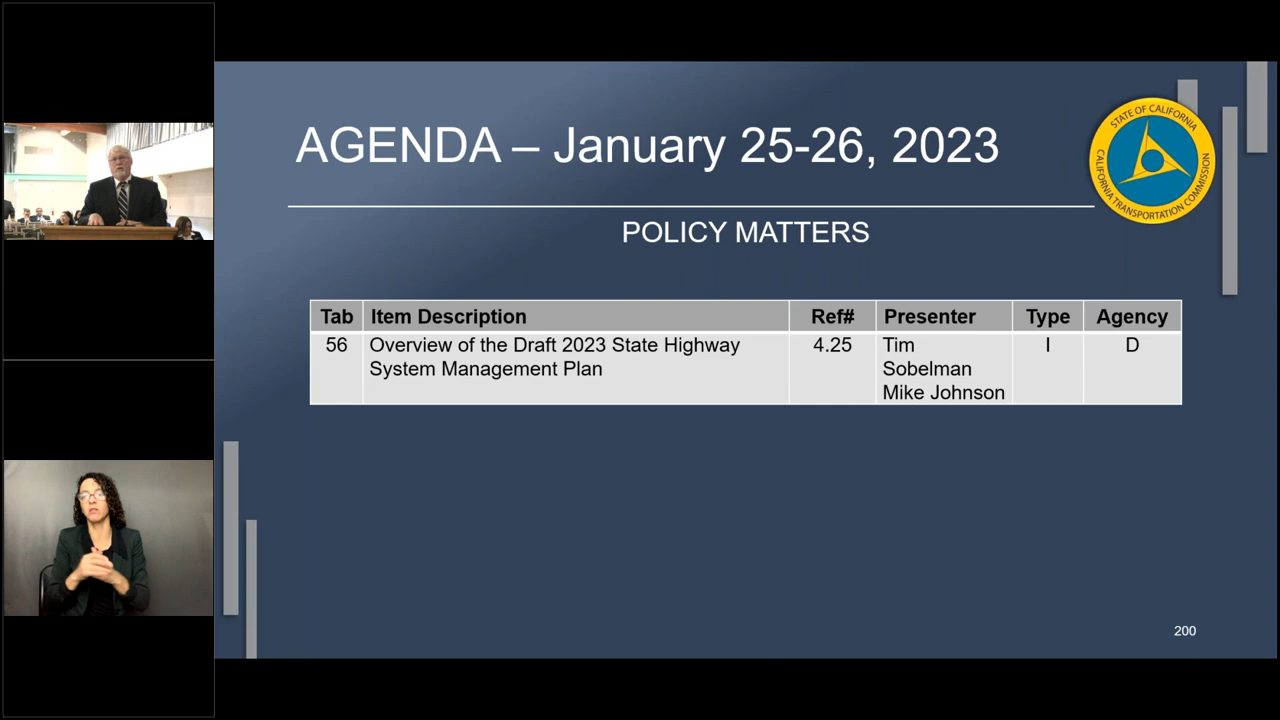 AGENDA – January 25-26, 2023
STATE OF CALIFORNIA
CALIFORNIA TRANSPORTATION COMMISSION
POLICY MATTERS
Tab Item Description Ref# Presenter Type Agency
56 Overview of the Draft 2023 State Highway 4.25 Tim I D
System Management Plan Sobelman
Mike Johnson
200